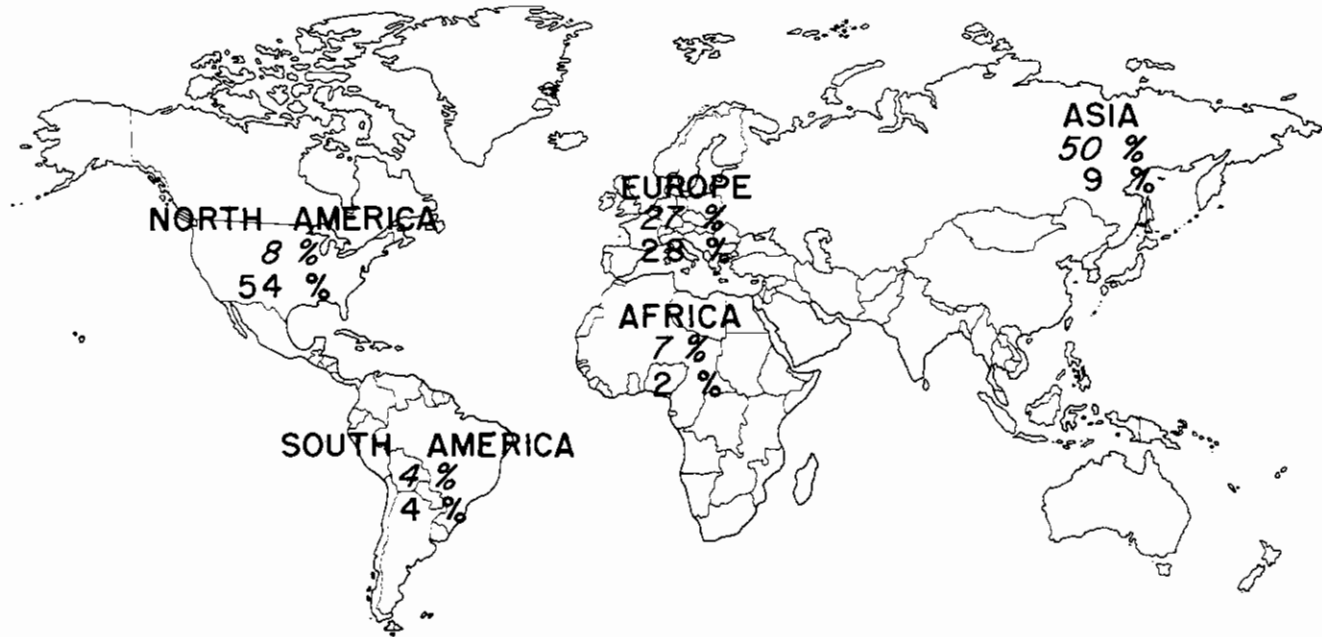 ASIA
50 %
9 %
EUROPE
27 %
28 %
NORTH AMERICA
8 %
54 %
AFRICA
7 %
2 %
SOUTH AMERICA
4 %
4 %